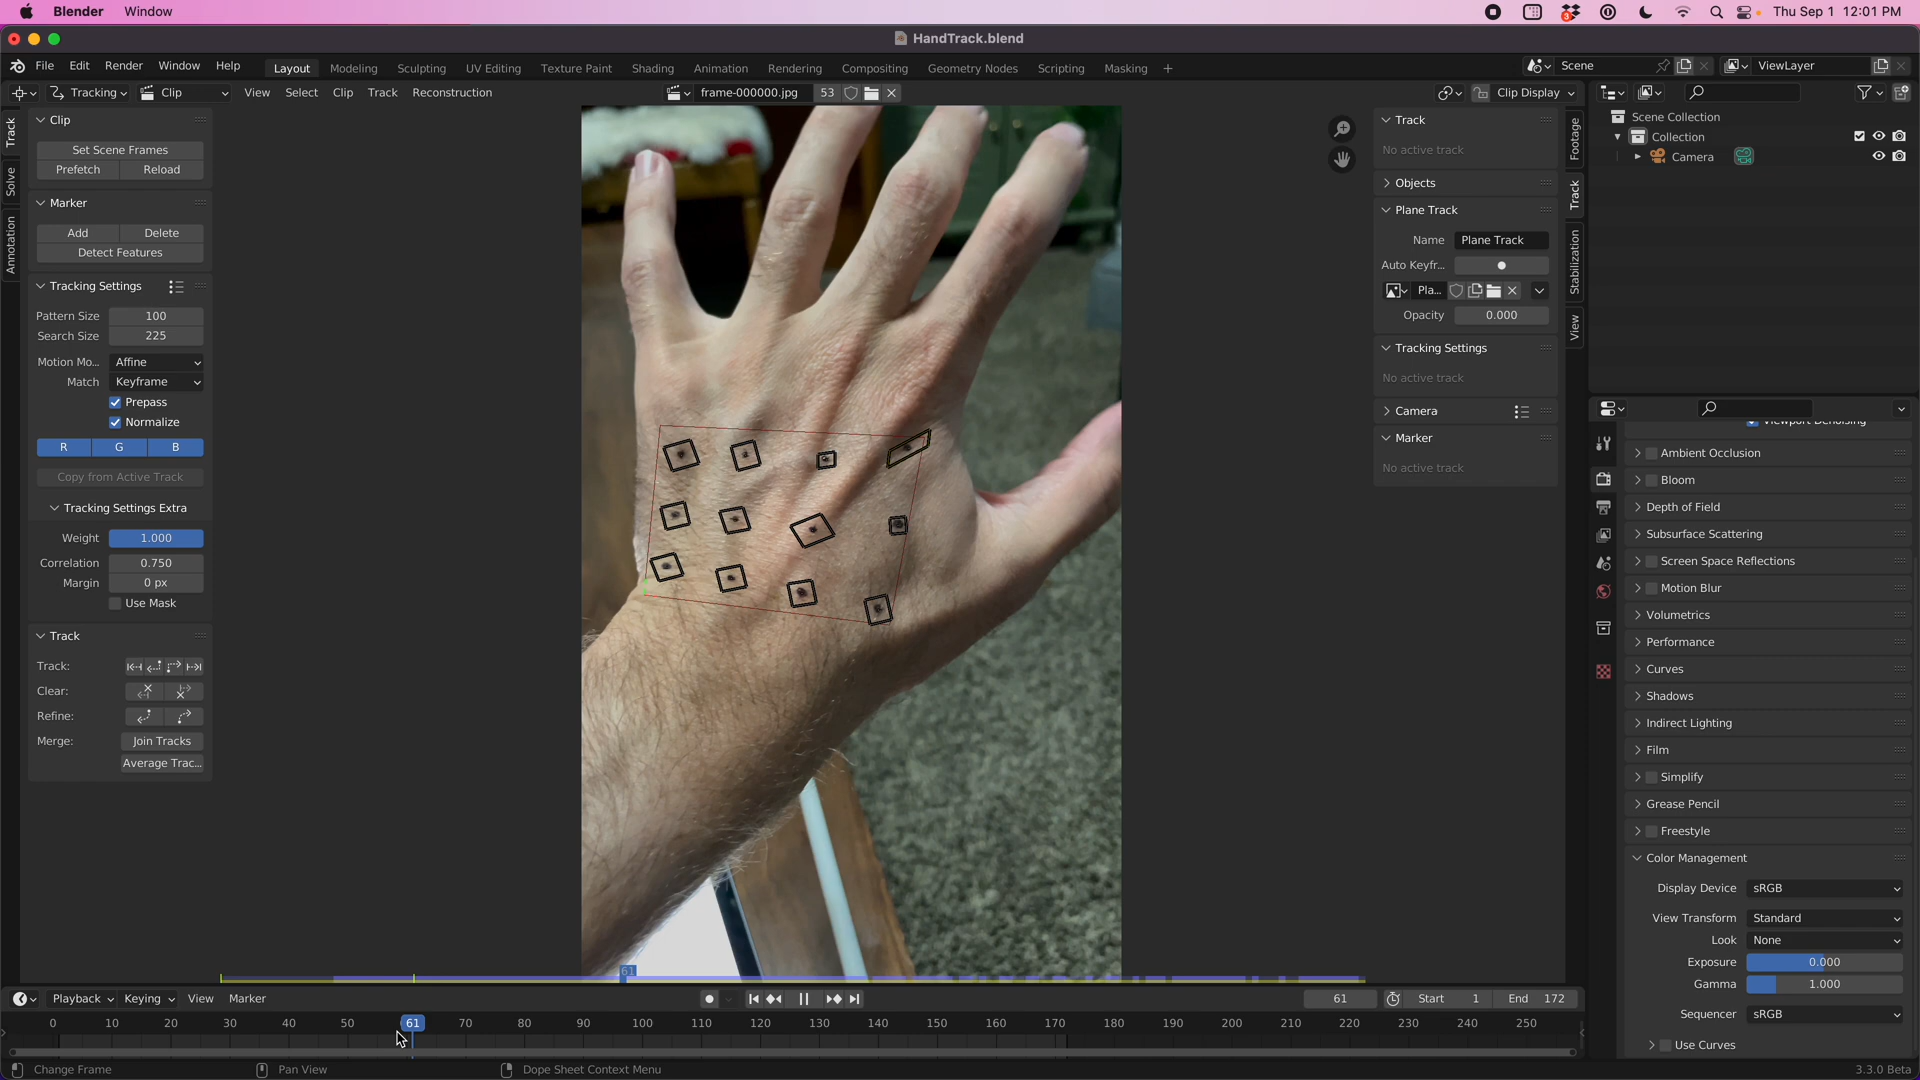 Blender Window Thu Sep 1 12:01 PM
3
HandTrack.blend
File Edit Render Window Help Layout Modeling Sculpting UV Editing Texture Paint Shading Animation Rendering Compositing Geometry Nodes Scripting Masking Scene ViewLayer
Tracking Clip View Select Clip Track Reconstruction frame-000000.jpg 53 Clip Display
Track
Solve
Annotation
Clip
Set Scene Frames
Prefetch Reload
Marker
Add Delete
Detect Features
Tracking Settings
Pattern Size 100
Search Size 225
Motion Mo... Affine
Match Keyframe
Prepass
Normalize
R G B
Copy from Active Track
Tracking Settings Extra
Weight 1.000
Correlation 0.750
Margin 0 px
Use Mask
Track
Track:
Clear:
Refine:
Merge: Join Tracks
Average Trac...
Track
No active track
Objects
Plane Track
Name Plane Track
Auto Keyfr...
Pla...
Opacity 0.000
Tracking Settings
No active track
Camera
Marker
No active track
Footage
Track
Stabilization
View
Scene Collection
Collection
Camera
Viewport Denoising
Ambient Occlusion
Bloom
Depth of Field
Subsurface Scattering
Screen Space Reflections
Motion Blur
Volumetrics
Performance
Curves
Shadows
Indirect Lighting
Film
Simplify
Grease Pencil
Freestyle
Color Management
Display Device sRGB
View Transform Standard
Look None
Exposure 0.000
Gamma 1.000
Sequencer sRGB
Use Curves
61
Playback Keying View Marker 61 Start 1 End 172
0 10 20 30 40 50 61 70 80 90 100 110 120 130 140 150 160 170 180 190 200 210 220 230 240 250
Change Frame Pan View Dope Sheet Context Menu 3.3.0 Beta